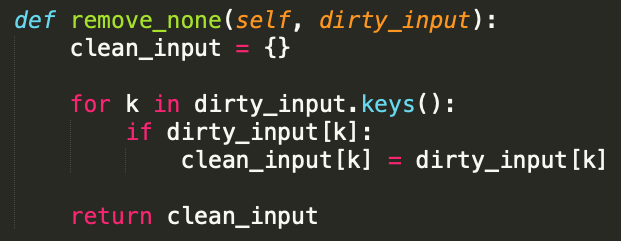 def remove_none(self, dirty_input):
    clean_input = {}

    for k in dirty_input.keys():
        if dirty_input[k]:
            clean_input[k] = dirty_input[k]

    return clean_input